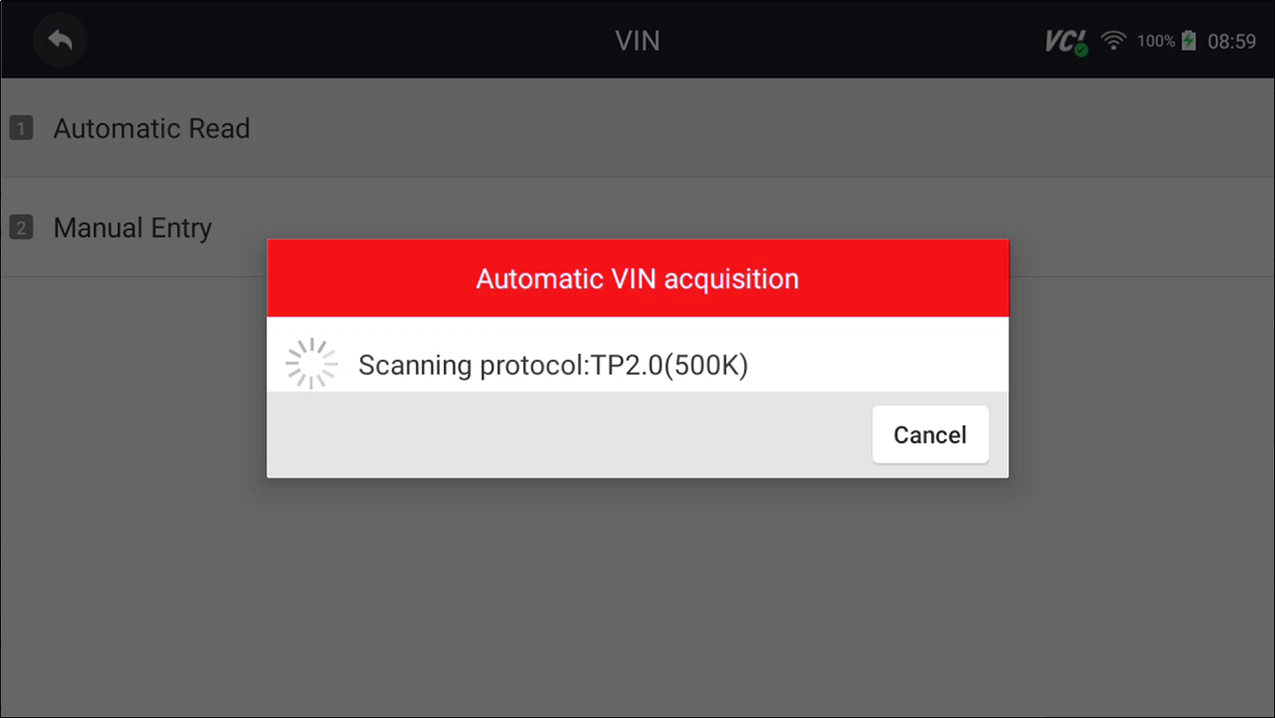 VIN
VCI
100%
08:59
1 Automatic Read
2 Manual Entry
Automatic VIN acquisition
Scanning protocol:TP2.0(500K)
Cancel